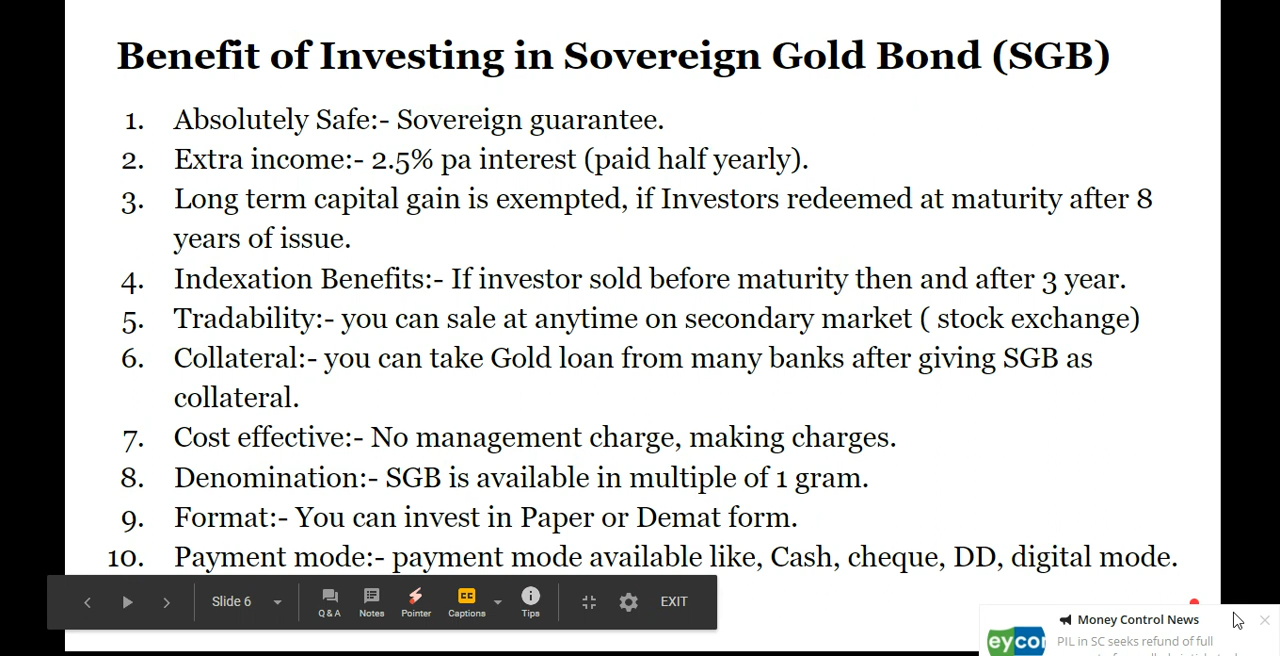 Benefit of Investing in Sovereign Gold Bond (SGB)
1. Absolutely Safe:- Sovereign guarantee.
2. Extra income:- 2.5% pa interest (paid half yearly).
3. Long term capital gain is exempted, if Investors redeemed at maturity after 8
years of issue.
4. Indexation Benefits:- If investor sold before maturity then and after 3 year.
5. Tradability:- you can sale at anytime on secondary market ( stock exchange)
6. Collateral:- you can take Gold loan from many banks after giving SGB as
collateral.
7. Cost effective:- No management charge, making charges.
8. Denomination:- SGB is available in multiple of 1 gram.
9. Format:- You can invest in Paper or Demat form.
10. Payment mode:- payment mode available like, Cash, cheque, DD, digital mode.
Slide 6
Q & A Notes Pointer Captions Tips
EXIT
Money Control News
PIL in SC seeks refund of full